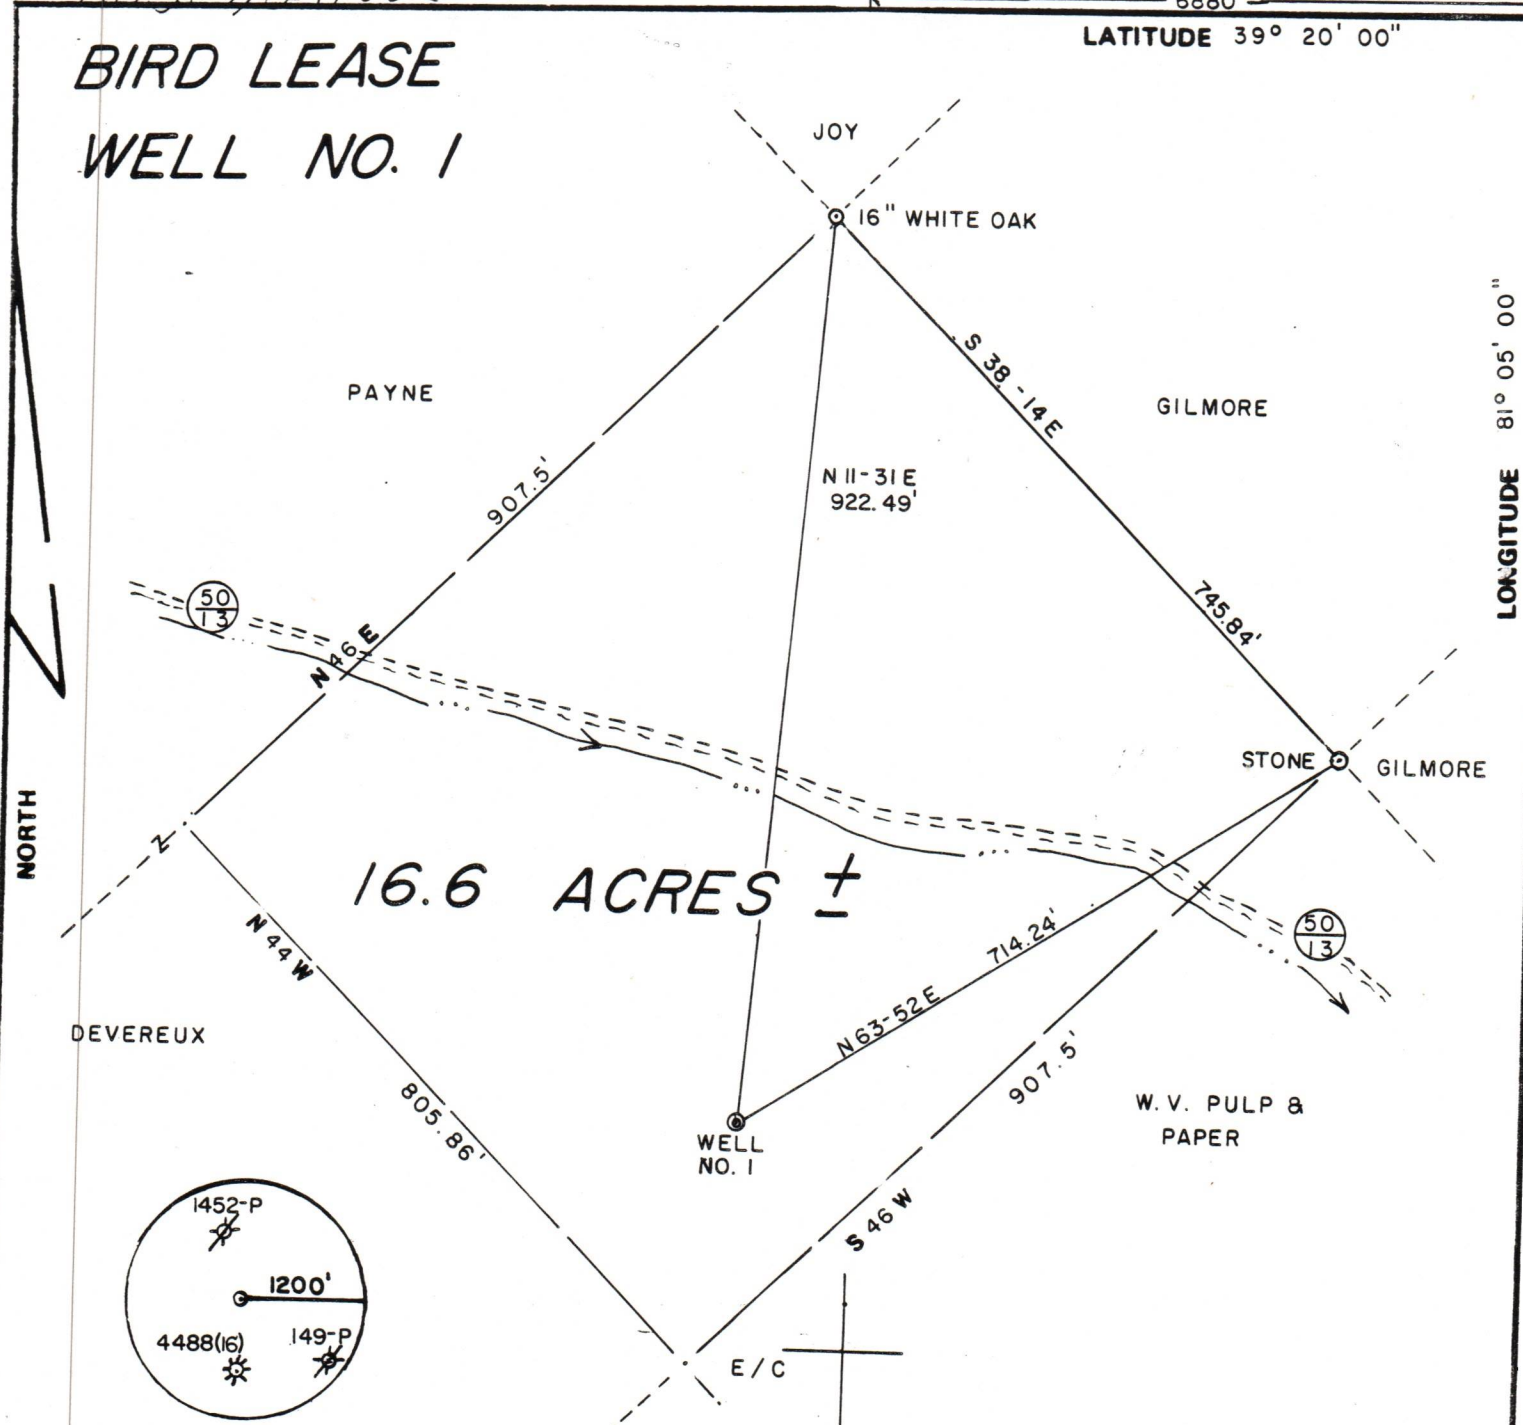 6880
LATITUDE 39° 20' 00"
BIRD LEASE
WELL NO. 1
JOY
16" WHITE OAK
LONGITUDE 81° 05' 00"
S 38-14 E
PAYNE
GILMORE
N 11-31 E
922.49'
907.5'
50
13
745.84'
N 46 E
STONE
GILMORE
NORTH
Z
16.6 ACRES ±
50
13
N 44 W
714.24'
N 63-52 E
DEVEREUX
907.5'
805.86'
W.V. PULP &
PAPER
WELL
NO. 1
S 46 W
1452-P
1200'
4488(16)
149-P
E/C